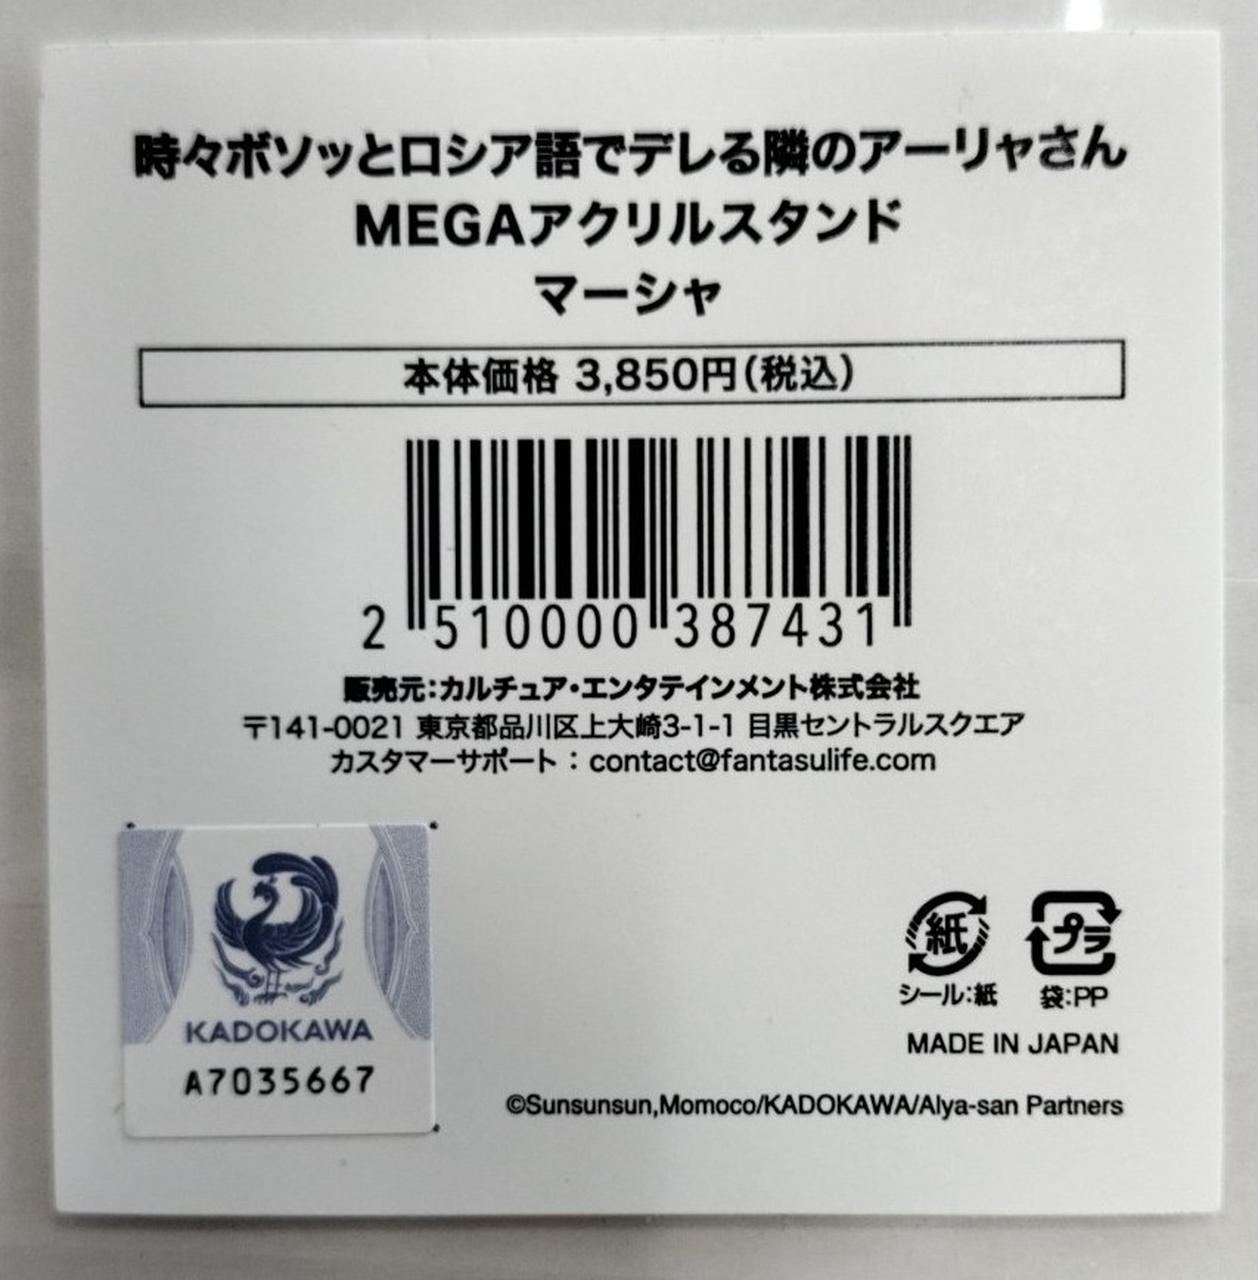 時々ボソッとロシア語でデレる隣のアーリャさん
MEGAアクリルスタンド
マーシャ
本体価格 3,850円(税込)
2 510000 387431
販売元:カルチュア・エンタテインメント株式会社
〒141-0021 東京都品川区上大崎3-1-1 目黒セントラルスクエア
カスタマーサポート : contact@fantasulife.com
KADOKAWA
A7035667
紙 プラ
シール:紙 袋:PP
MADE IN JAPAN
©Sunsunsun,Momoco/KADOKAWA/Alya-san Partners